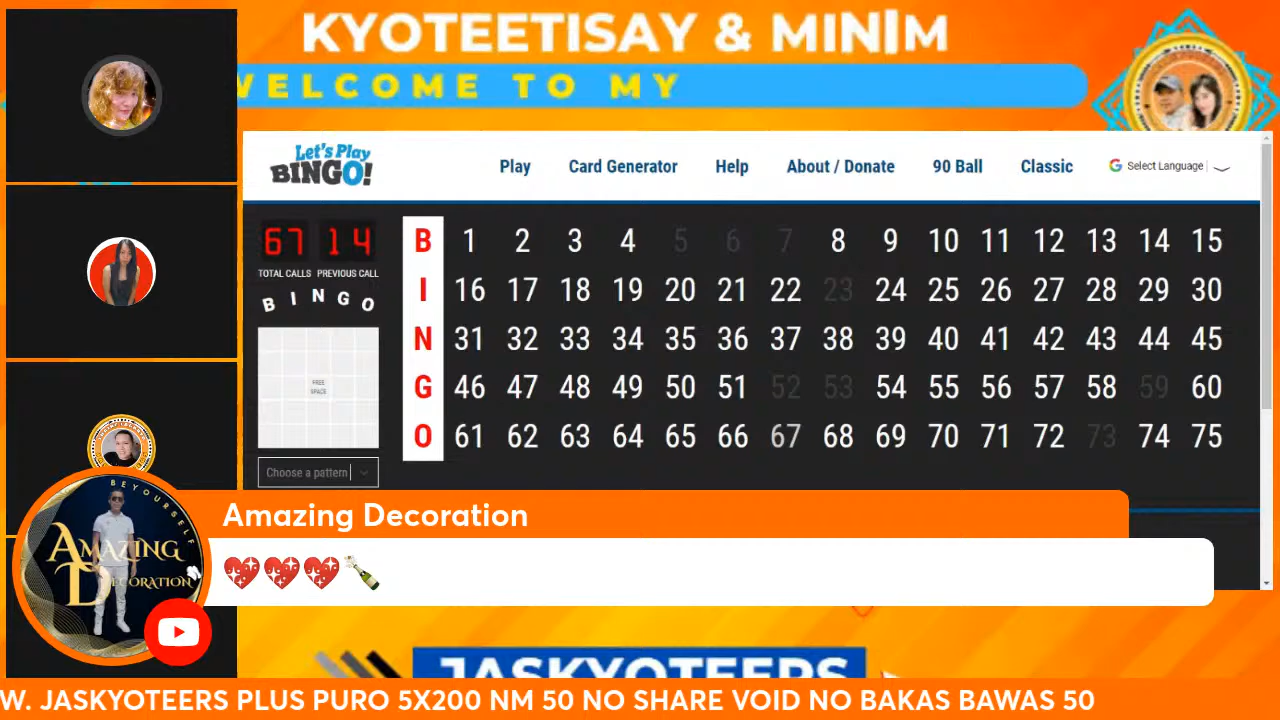 KYOTEETISAY & MINIM
WELCOME TO MY
Let's Play
BINGO!
Play Card Generator Help About / Donate 90 Ball Classic Select Language
67 14
TOTAL CALLS PREVIOUS CALL
B I N G O
FREE
SPACE
Choose a pattern
B 1 2 3 4 5 6 7 8 9 10 11 12 13 14 15
I 16 17 18 19 20 21 22 23 24 25 26 27 28 29 30
N 31 32 33 34 35 36 37 38 39 40 41 42 43 44 45
G 46 47 48 49 50 51 52 53 54 55 56 57 58 59 60
O 61 62 63 64 65 66 67 68 69 70 71 72 73 74 75
BE YOURSELF
AMAZING
DECORATION
Amazing Decoration
JASKYOTEERS
W. JASKYOTEERS PLUS PURO 5X200 NM 50 NO SHARE VOID NO BAKAS BAWAS 50